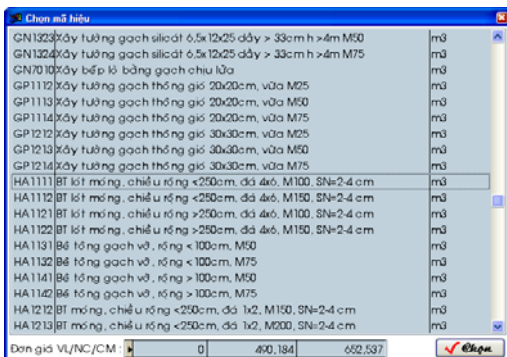 Chọn mã hiệu
GN1323 Xây tường gạch silicát 6,5x12x25 dầy > 33cm h >4m M50 m3
GN1324 Xây tường gạch silicát 6,5x12x25 dầy > 33cm h >4m M75 m3
GN7010 Xây bếp lò bằng gạch chịu lửa m3
GP1112 Xây tường gạch thông gió 20x20cm, vữa M25 m3
GP1113 Xây tường gạch thông gió 20x20cm, vữa M50 m3
GP1114 Xây tường gạch thông gió 20x20cm, vữa M75 m3
GP1212 Xây tường gạch thông gió 30x30cm, vữa M25 m3
GP1213 Xây tường gạch thông gió 30x30cm, vữa M50 m3
GP1214 Xây tường gạch thông gió 30x30cm, vữa M75 m3
HA1111 BT lót móng, chiều rộng <250cm, đá 4x6, M100, SN=2-4 cm m3
HA1112 BT lót móng, chiều rộng <250cm, đá 4x6, M150, SN=2-4 cm m3
HA1121 BT lót móng, chiều rộng >250cm, đá 4x6, M100, SN=2-4 cm m3
HA1122 BT lót móng, chiều rộng >250cm, đá 4x6, M150, SN=2-4 cm m3
HA1131 Bê tông gạch vỡ, rộng < 100cm, M50 m3
HA1132 Bê tông gạch vỡ, rộng < 100cm, M75 m3
HA1141 Bê tông gạch vỡ, rộng > 100cm, M50 m3
HA1142 Bê tông gạch vỡ, rộng > 100cm, M75 m3
HA1212 BT móng, chiều rộng <250cm, đá 1x2, M150, SN=2-4 cm m3
HA1213 BT móng, chiều rộng <250cm, đá 1x2, M200, SN=2-4 cm m3
Đơn giá VL/NC/CM : 0 490,184 652,537 Chọn